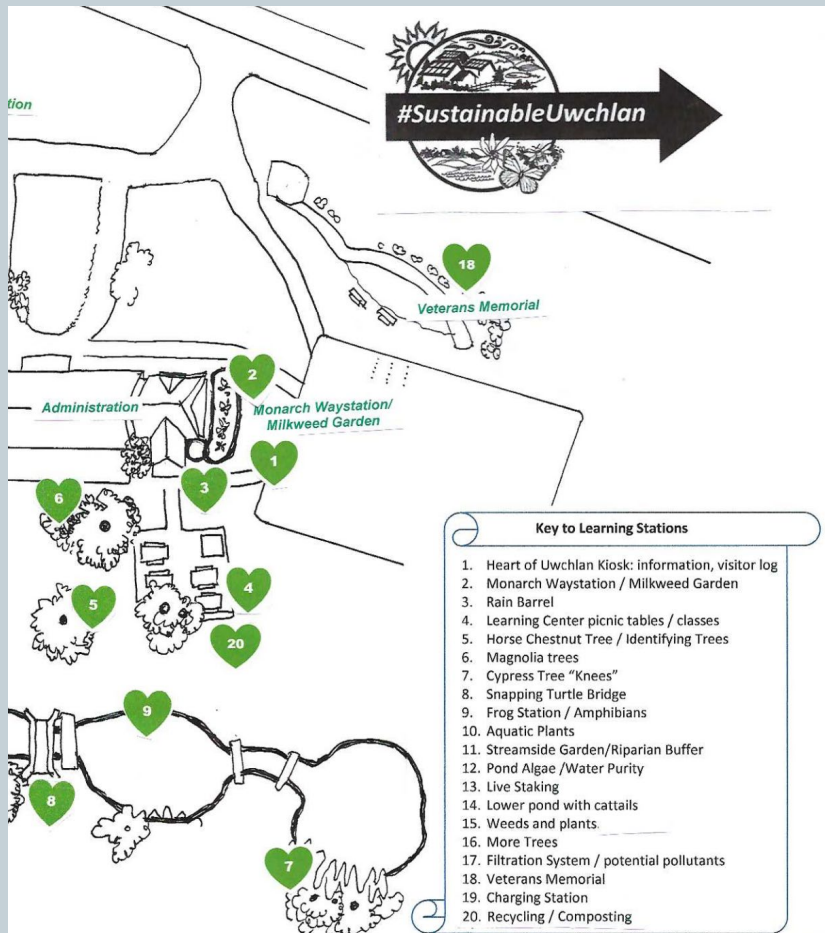 #SustainableUwchlan
tion
18
Veterans Memorial
2
Administration
Monarch Waystation/
Milkweed Garden
1
3
6
4
5
20
9
8
7
Key to Learning Stations
1. Heart of Uwchlan Kiosk: information, visitor log
2. Monarch Waystation / Milkweed Garden
3. Rain Barrel
4. Learning Center picnic tables / classes
5. Horse Chestnut Tree / Identifying Trees
6. Magnolia trees
7. Cypress Tree “Knees”
8. Snapping Turtle Bridge
9. Frog Station / Amphibians
10. Aquatic Plants
11. Streamside Garden/Riparian Buffer
12. Pond Algae /Water Purity
13. Live Staking
14. Lower pond with cattails
15. Weeds and plants.
16. More Trees
17. Filtration System / potential pollutants
18. Veterans Memorial
19. Charging Station
20. Recycling / Composting